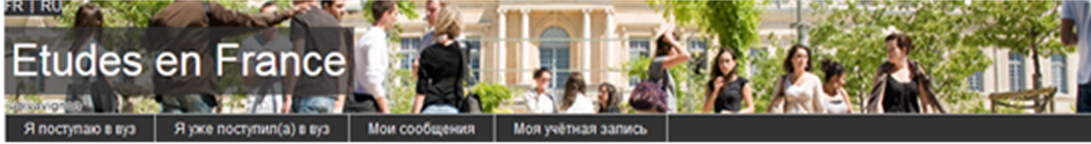 FR | RU
Etudes en France
Я поступаю в вуз Я уже поступил(а) в вуз Мои сообщения Моя учётная запись